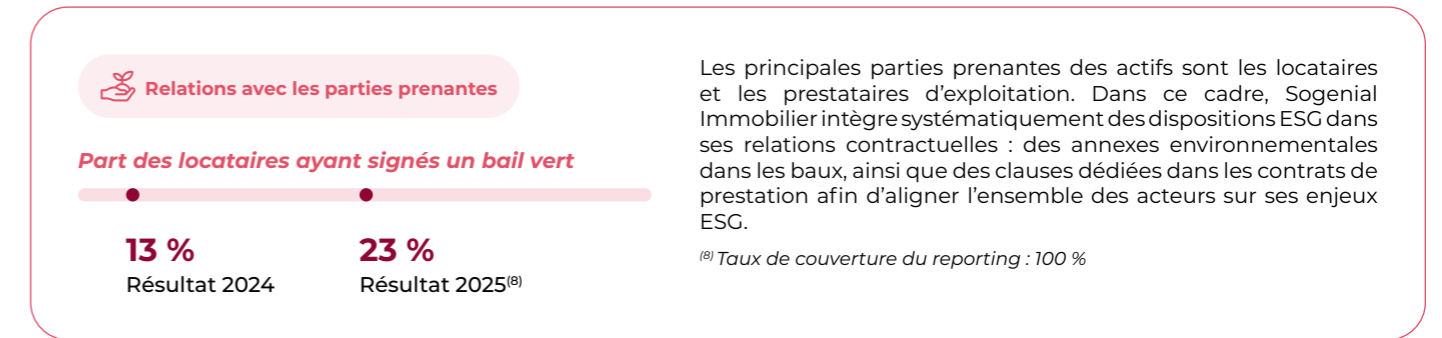 Relations avec les parties prenantes
Part des locataires ayant signés un bail vert
13 %
Résultat 2024
23 %
Résultat 2025(8)
Les principales parties prenantes des actifs sont les locataires
et les prestataires d’exploitation. Dans ce cadre, Sogenial
Immobilier intègre systématiquement des dispositions ESG dans
ses relations contractuelles : des annexes environnementales
dans les baux, ainsi que des clauses dédiées dans les contrats de
prestation afin d’aligner l’ensemble des acteurs sur ses enjeux
ESG.
(8) Taux de couverture du reporting : 100 %